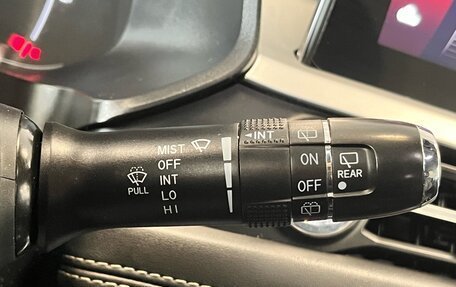 MIST
OFF
INT
LO
HI
PULL
INT
ON
OFF
REAR